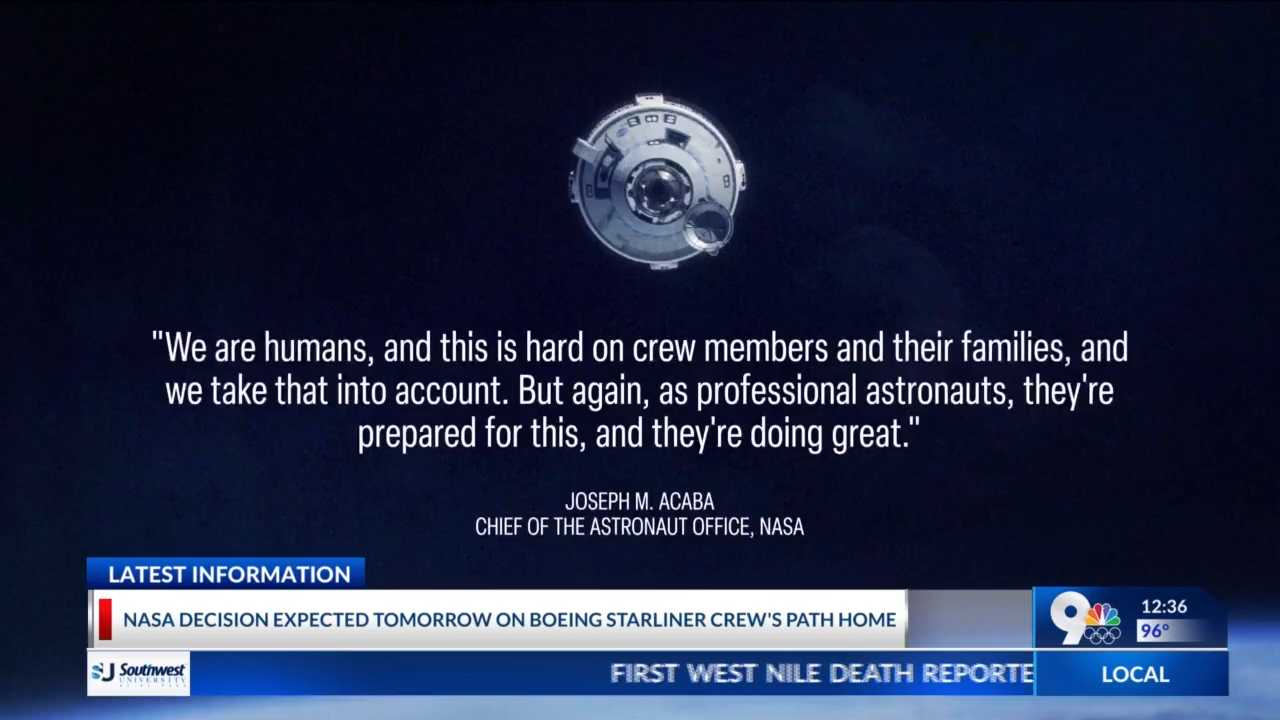 "We are humans, and this is hard on crew members and their families, and
we take that into account. But again, as professional astronauts, they're
prepared for this, and they're doing great."
JOSEPH M. ACABA
CHIEF OF THE ASTRONAUT OFFICE, NASA
LATEST INFORMATION
NASA DECISION EXPECTED TOMORROW ON BOEING STARLINER CREW'S PATH HOME
9
12:36
96°
SU Southwest
UNIVERSITY
FIRST WEST NILE DEATH REPORTE
LOCAL